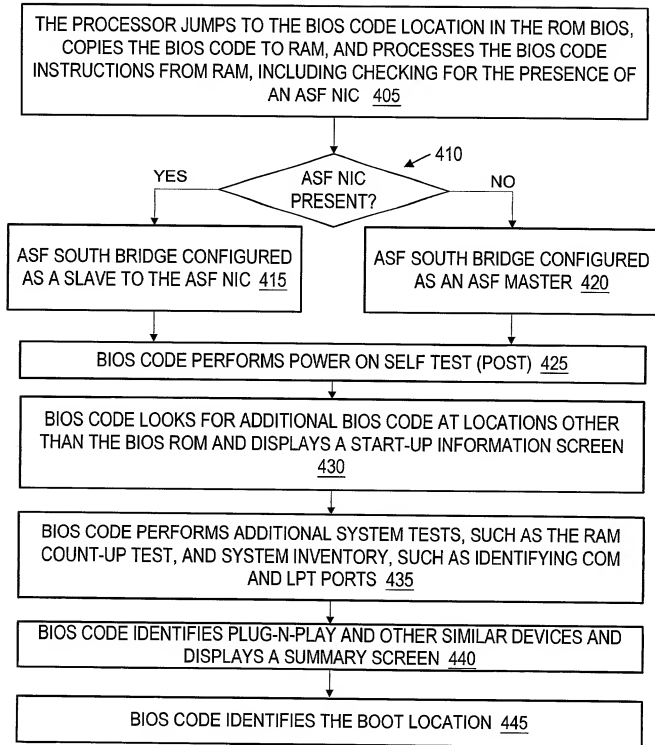 THE PROCESSOR JUMPS TO THE BIOS CODE LOCATION IN THE ROM BIOS,
COPIES THE BIOS CODE TO RAM, AND PROCESSES THE BIOS CODE
INSTRUCTIONS FROM RAM, INCLUDING CHECKING FOR THE PRESENCE OF
AN ASF NIC 405
410
YES
ASF NIC
PRESENT?
NO
ASF SOUTH BRIDGE CONFIGURED
AS A SLAVE TO THE ASF NIC 415
ASF SOUTH BRIDGE CONFIGURED
AS AN ASF MASTER 420
BIOS CODE PERFORMS POWER ON SELF TEST (POST) 425
BIOS CODE LOOKS FOR ADDITIONAL BIOS CODE AT LOCATIONS OTHER
THAN THE BIOS ROM AND DISPLAYS A START-UP INFORMATION SCREEN
430
BIOS CODE PERFORMS ADDITIONAL SYSTEM TESTS, SUCH AS THE RAM
COUNT-UP TEST, AND SYSTEM INVENTORY, SUCH AS IDENTIFYING COM
AND LPT PORTS 435
BIOS CODE IDENTIFIES PLUG-N-PLAY AND OTHER SIMILAR DEVICES AND
DISPLAYS A SUMMARY SCREEN 440
BIOS CODE IDENTIFIES THE BOOT LOCATION 445